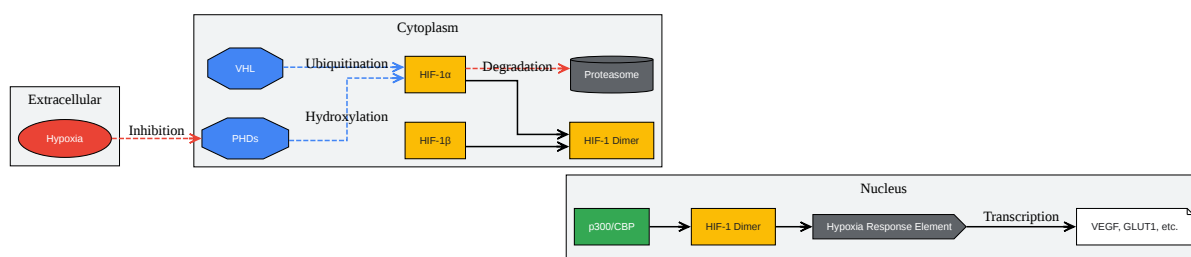 Cytoplasm
VHL
Ubiquitination
HIF-1α
Degradation
Proteasome
Extracellular
Hypoxia
Inhibition
PHDs
Hydroxylation
HIF-1β
HIF-1 Dimer
Nucleus
p300/CBP
HIF-1 Dimer
Hypoxia Response Element
Transcription
VEGF, GLUT1, etc.